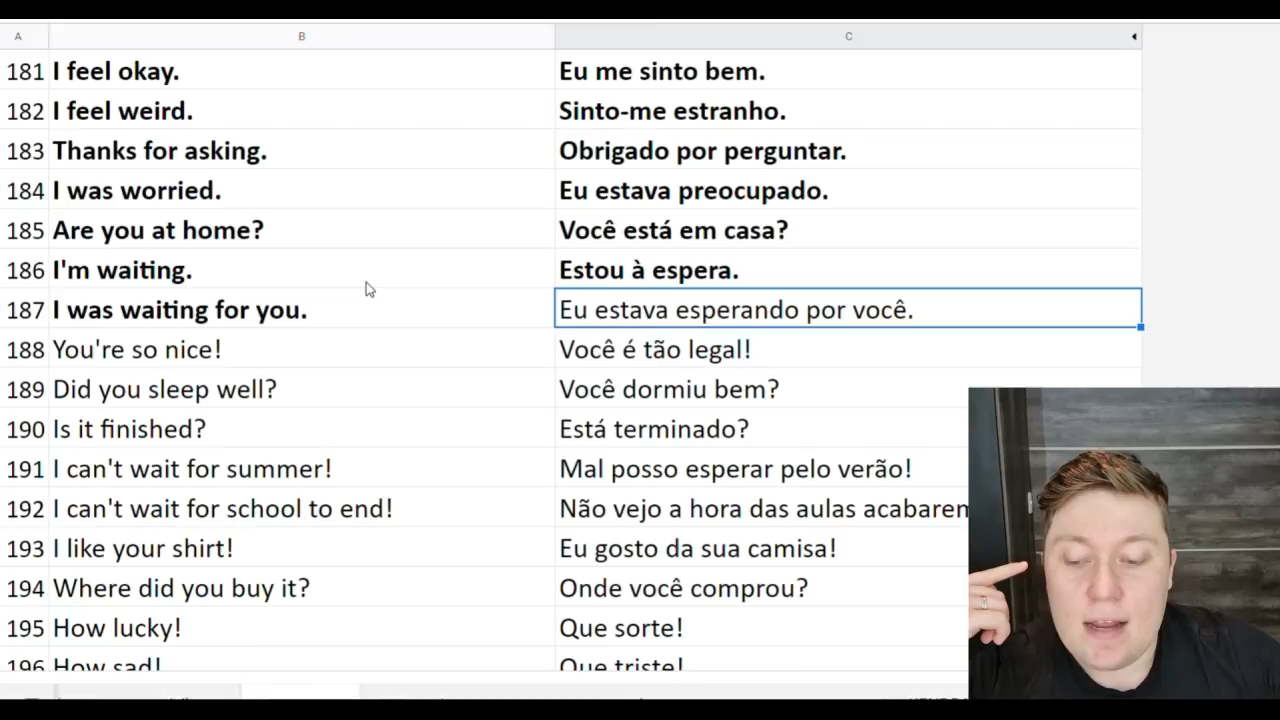 A B C
181 I feel okay. Eu me sinto bem.
182 I feel weird. Sinto-me estranho.
183 Thanks for asking. Obrigado por perguntar.
184 I was worried. Eu estava preocupado.
185 Are you at home? Você está em casa?
186 I'm waiting. Estou à espera.
187 I was waiting for you. Eu estava esperando por você.
188 You're so nice! Você é tão legal!
189 Did you sleep well? Você dormiu bem?
190 Is it finished? Está terminado?
191 I can't wait for summer! Mal posso esperar pelo verão!
192 I can't wait for school to end! Não vejo a hora das aulas acabarem
193 I like your shirt! Eu gosto da sua camisa!
194 Where did you buy it? Onde você comprou?
195 How lucky! Que sorte!
196 How sad! Que triste!